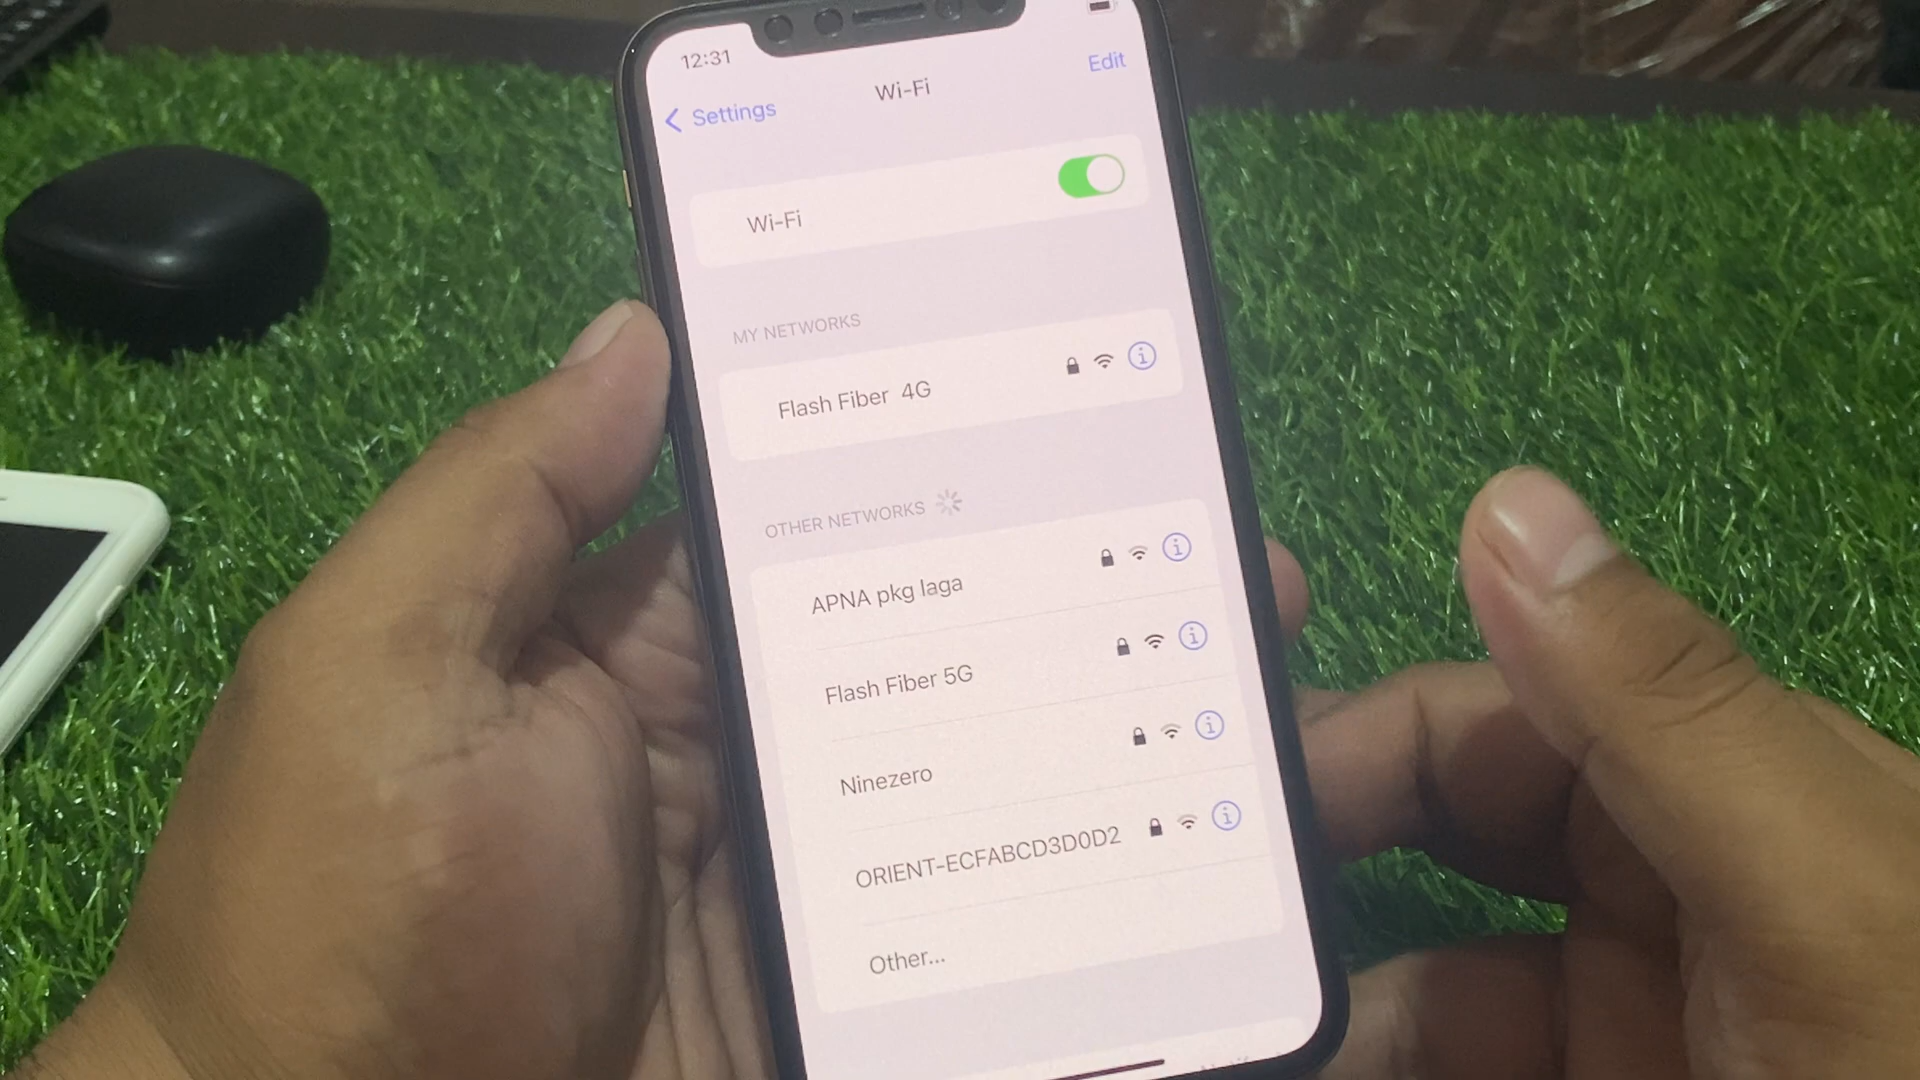 12:31
Edit
Settings
Wi-Fi
Wi-Fi
MY NETWORKS
Flash Fiber 4G
OTHER NETWORKS
APNA pkg laga
Flash Fiber 5G
Ninezero
ORIENT-ECFABCD3D0D2
Other...